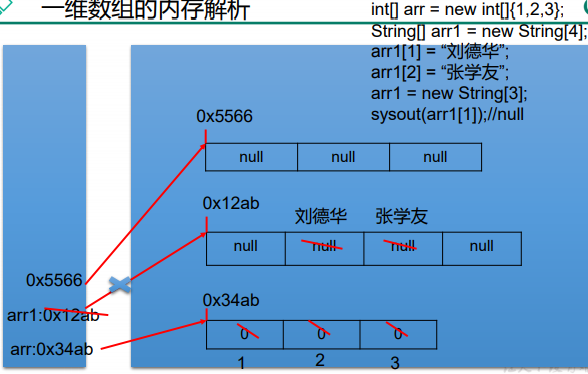 一维数组的内存解析
int[] arr = new int[]{1,2,3};
String[] arr1 = new String[4];
arr1[1] = “刘德华”;
arr1[2] = “张学友”;
arr1 = new String[3];
sysout(arr1[1]);//null
0x5566
null null null
0x12ab
刘德华 张学友
null null null null
0x5566
arr1:0x12ab
0x34ab
arr:0x34ab
0 0 0
1 2 3